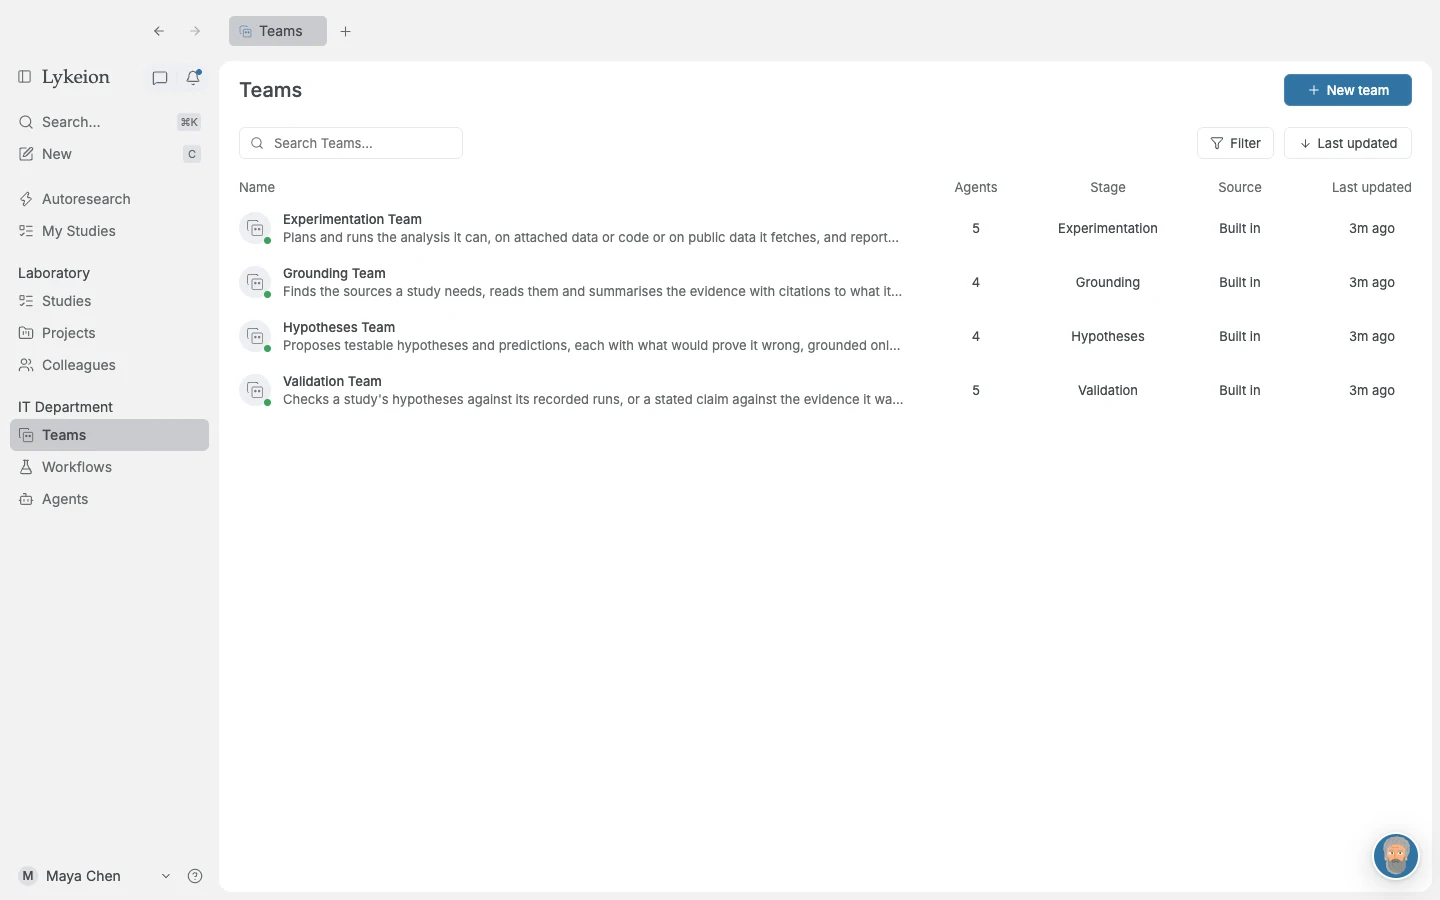 Teams
Lykeion
Search...
⌘K
New
C
Autoresearch
My Studies
Laboratory
Studies
Projects
Colleagues
IT Department
Teams
Workflows
Agents
M
Maya Chen
Teams
New team
Search Teams...
Filter
Last updated
Name Agents Stage Source Last updated
Experimentation Team
Plans and runs the analysis it can, on attached data or code or on public data it fetches, and report...
5 Experimentation Built in 3m ago
Grounding Team
Finds the sources a study needs, reads them and summarises the evidence with citations to what it...
4 Grounding Built in 3m ago
Hypotheses Team
Proposes testable hypotheses and predictions, each with what would prove it wrong, grounded onl...
4 Hypotheses Built in 3m ago
Validation Team
Checks a study's hypotheses against its recorded runs, or a stated claim against the evidence it wa...
5 Validation Built in 3m ago